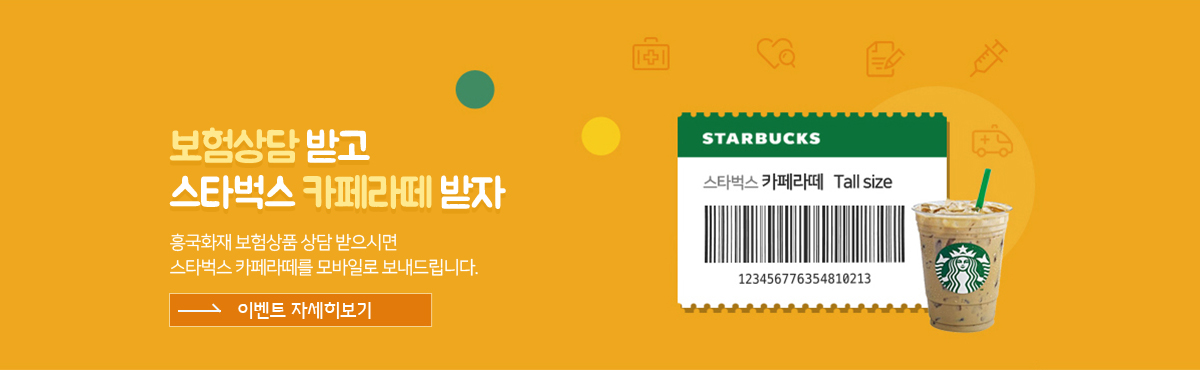 보험상담 받고
스타벅스 카페라떼 받자
흥국화재 보험상품 상담 받으시면
스타벅스 카페라떼를 모바일로 보내드립니다.
이벤트 자세히보기
STARBUCKS
스타벅스 카페라떼 Tall size
123456776354810213